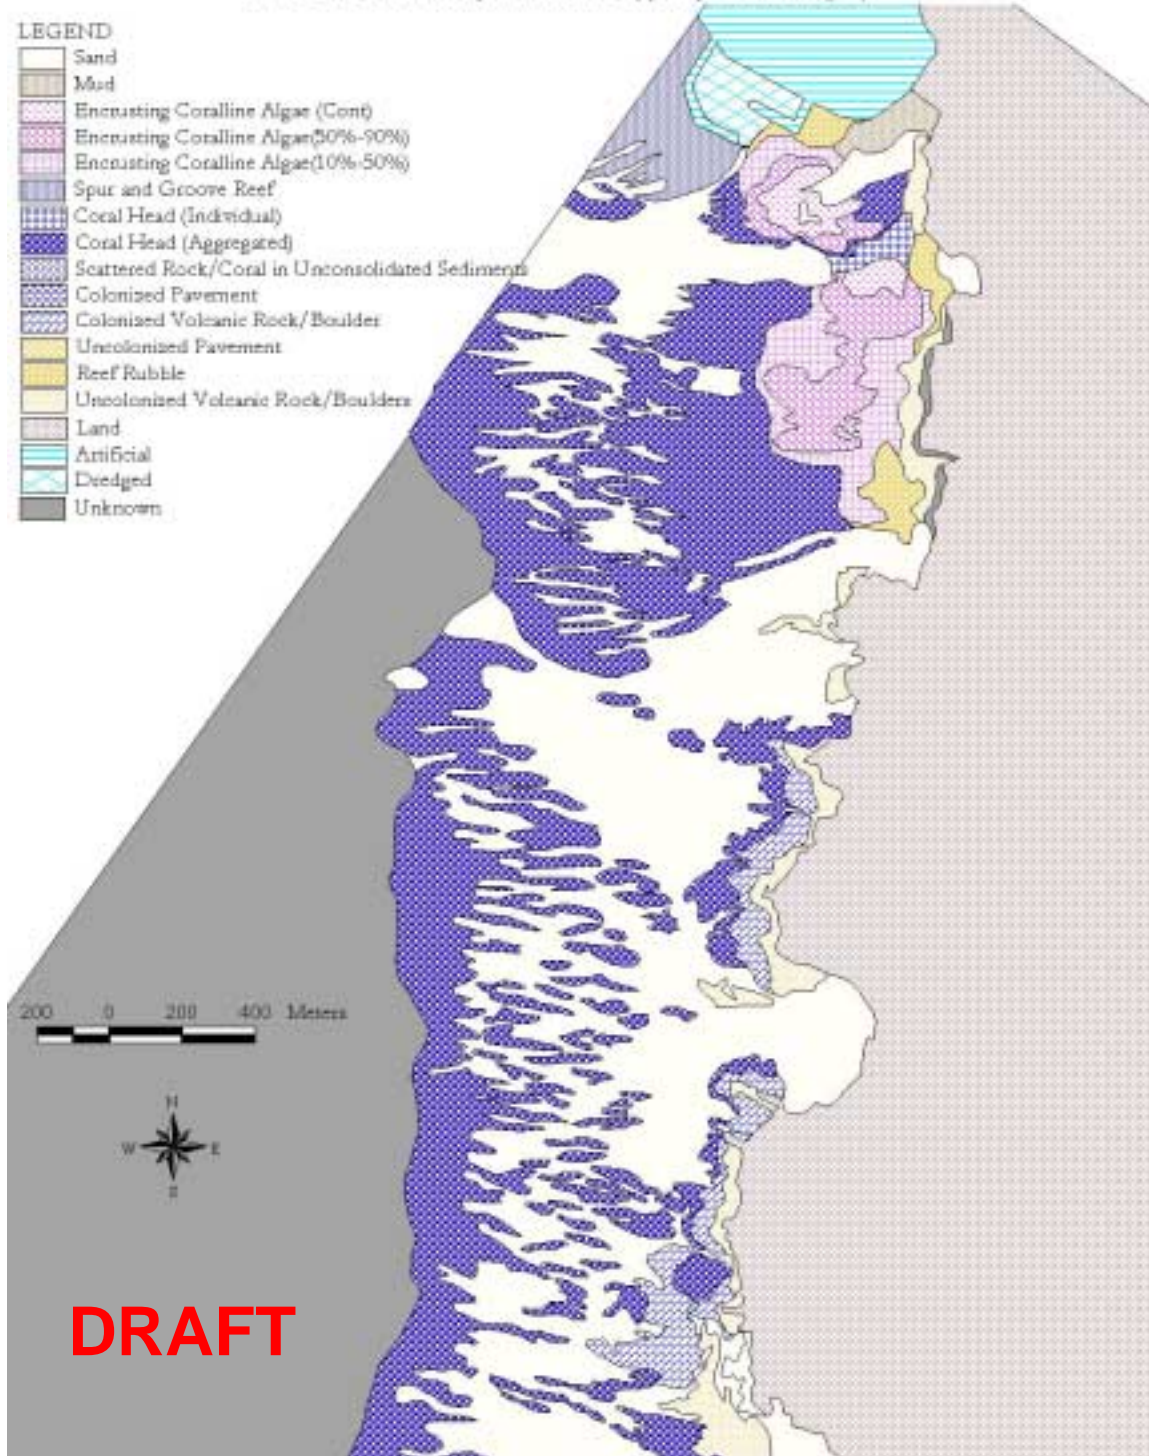 LEGEND
Sand
Mud
Encrusting Coralline Algae (Cont)
Encrusting Coralline Algae(50%-90%)
Encrusting Coralline Algae(10%-50%)
Spur and Groove Reef
Coral Head (Individual)
Coral Head (Aggregated)
Scattered Rock/Coral in Unconsolidated Sediments
Colonized Pavement
Colonized Volcanic Rock/Boulder
Uncolonized Pavement
Reef Rubble
Uncolonized Volcanic Rock/Boulders
Land
Artificial
Dredged
Unknown
200 0 200 400 Meters
N
W E
S
DRAFT